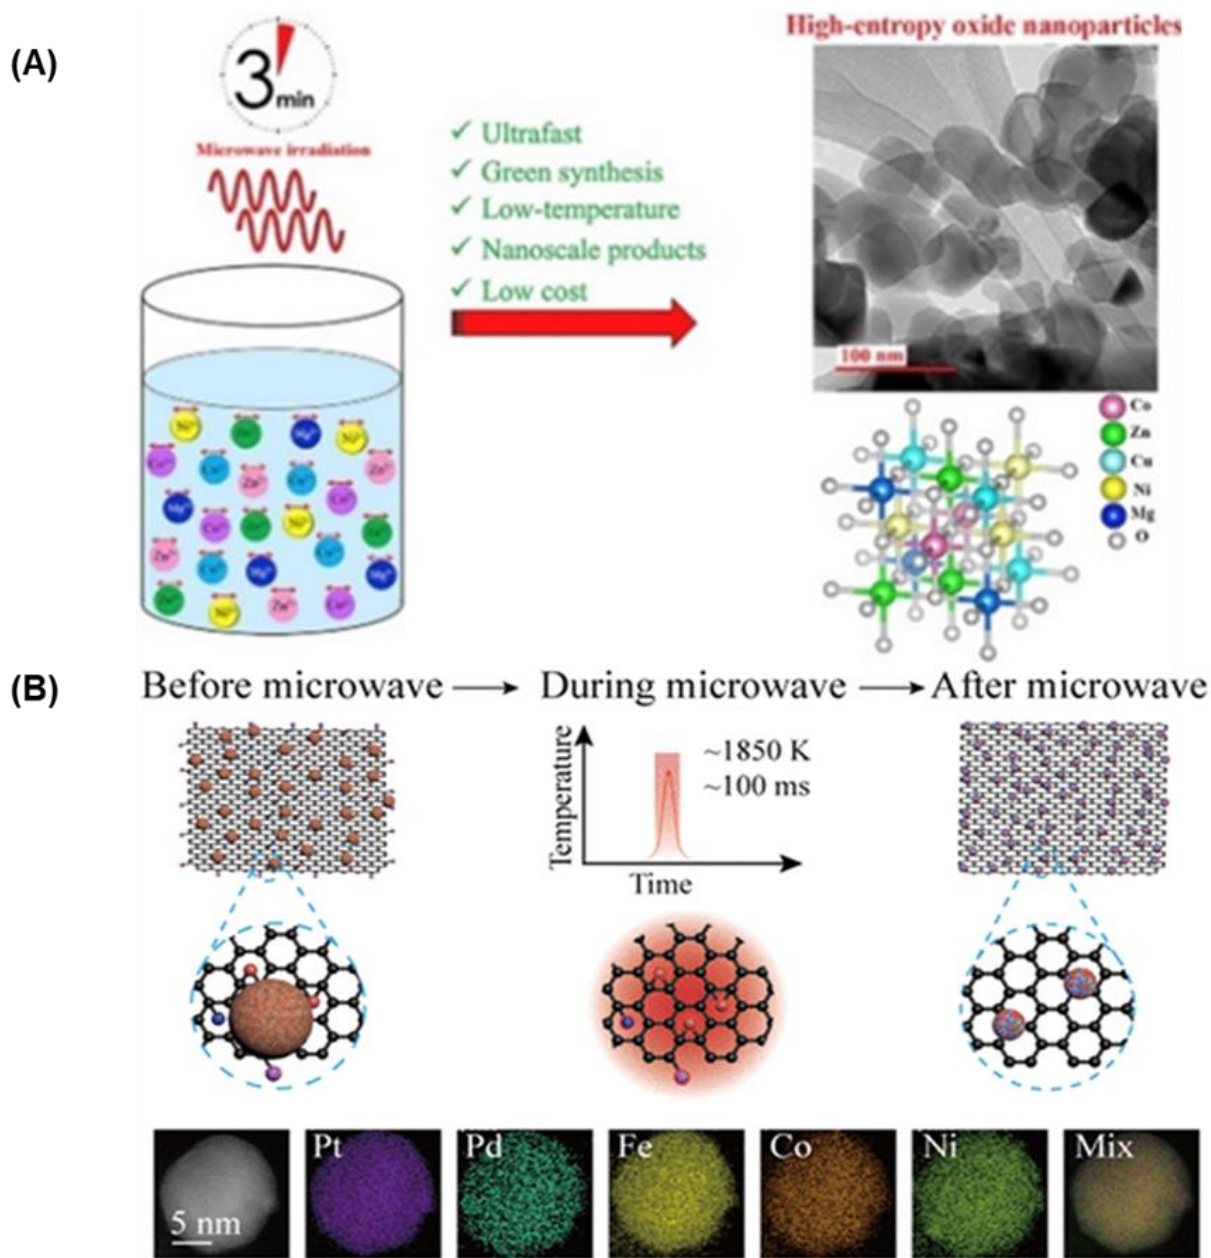 (A)
3 min
Microwave irradiation
✓ Ultrafast
✓ Green synthesis
✓ Low-temperature
✓ Nanoscale products
✓ Low cost
High-entropy oxide nanoparticles
100 nm
Co
Zn
Cu
Ni
Mg
O
(B)
Before microwave
During microwave
After microwave
Temperature
~1850 K
~100 ms
Time
5 nm
Pt
Pd
Fe
Co
Ni
Mix